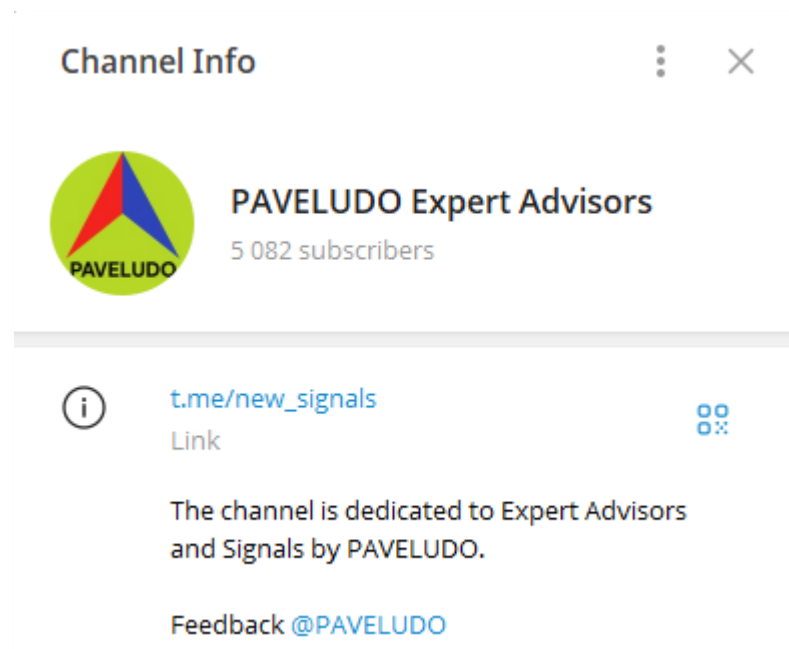 Channel Info
PAVELUDO
PAVELUDO Expert Advisors
5 082 subscribers
t.me/new_signals
Link
The channel is dedicated to Expert Advisors
and Signals by PAVELUDO.
Feedback @PAVELUDO